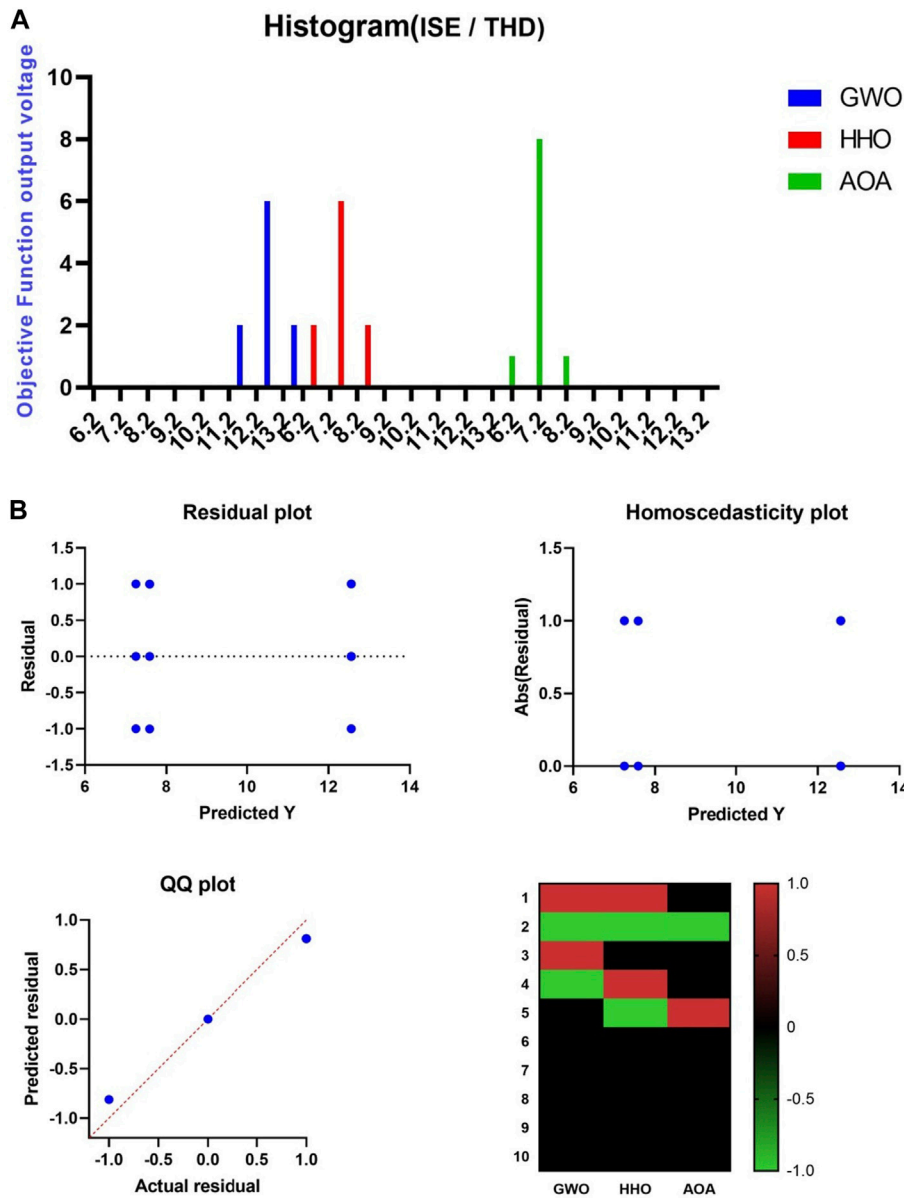 A
Histogram(ISE / THD)
Objective Function output voltage
10
8
6
4
2
0
6.2 7.2 8.2 9.2 10.2 11.2 12.2 13.2 6.2 7.2 8.2 9.2 10.2 11.2 12.2 13.2 6.2 7.2 8.2 9.2 10.2 11.2 12.2 13.2
GWO
HHO
AOA
B
Residual plot
Residual
1.5
1.0
0.5
0.0
-0.5
-1.0
-1.5
6 8 10 12 14
Predicted Y
Homoscedasticity plot
Abs(Residual)
1.5
1.0
0.5
0.0
6 8 10 12 14
Predicted Y
QQ plot
Predicted residual
1.0
0.5
0.0
-0.5
-1.0
-1.0 -0.5 0.0 0.5 1.0
Actual residual
1
2
3
4
5
6
7
8
9
10
GWO HHO AOA
1.0
0.5
0
-0.5
-1.0